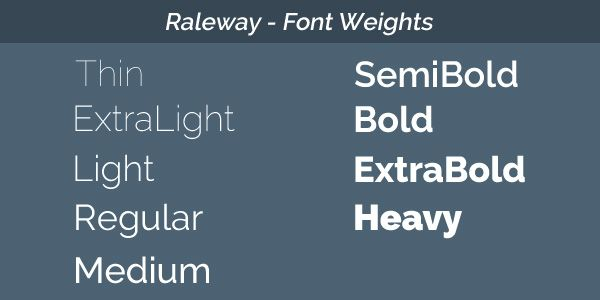 Raleway - Font Weights
Thin
ExtraLight
Light
Regular
Medium
SemiBold
Bold
ExtraBold
Heavy